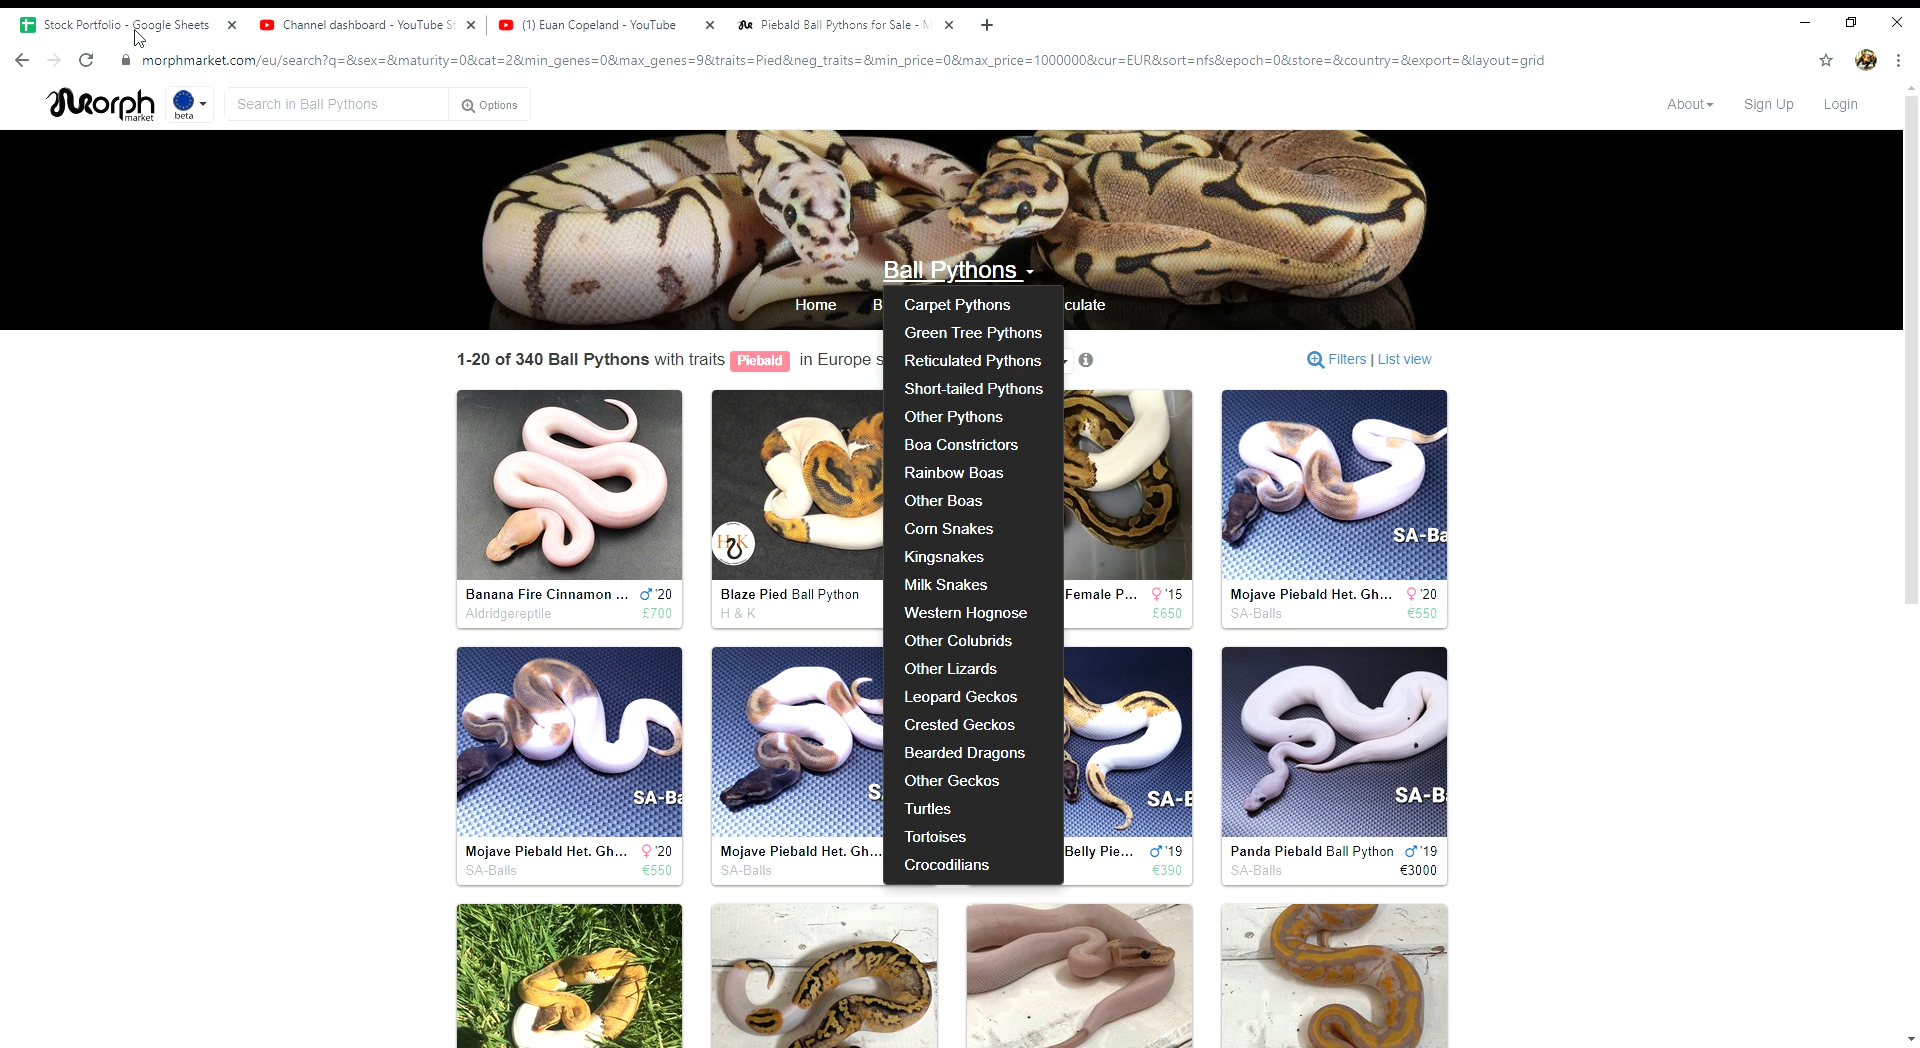 Stock Portfolio - Google Sheets
Channel dashboard - YouTube St
(1) Euan Copeland - YouTube
Piebald Ball Pythons for Sale - M
morphmarket.com/eu/search?q=&sex=&maturity=0&cat=2&min_genes=0&max_genes=9&traits=Pied&neg_traits=&min_price=0&max_price=1000000&cur=EUR&sort=nfs&epoch=0&store=&country=&export=&layout=grid
Morph market
beta
Search in Ball Pythons
Options
About
Sign Up
Login
Ball Pythons
Home
B
culate
Carpet Pythons
Green Tree Pythons
Reticulated Pythons
Short-tailed Pythons
Other Pythons
Boa Constrictors
Rainbow Boas
Other Boas
Corn Snakes
Kingsnakes
Milk Snakes
Western Hognose
Other Colubrids
Other Lizards
Leopard Geckos
Crested Geckos
Bearded Dragons
Other Geckos
Turtles
Tortoises
Crocodilians
1-20 of 340 Ball Pythons with traits Piebald in Europe s
Filters | List view
H K
SA-Ba
Banana Fire Cinnamon ... ♂ '20
Aldridgereptile £700
Blaze Pied Ball Python
H & K
Female P... ♀ '15
£650
Mojave Piebald Het. Gh... ♀ '20
SA-Balls €550
SA-Ba
S
SA-B
SA-B
Mojave Piebald Het. Gh... ♀ '20
SA-Balls €550
Mojave Piebald Het. Gh...
SA-Balls
Belly Pie... ♂ '19
€390
Panda Piebald Ball Python ♂ '19
SA-Balls €3000